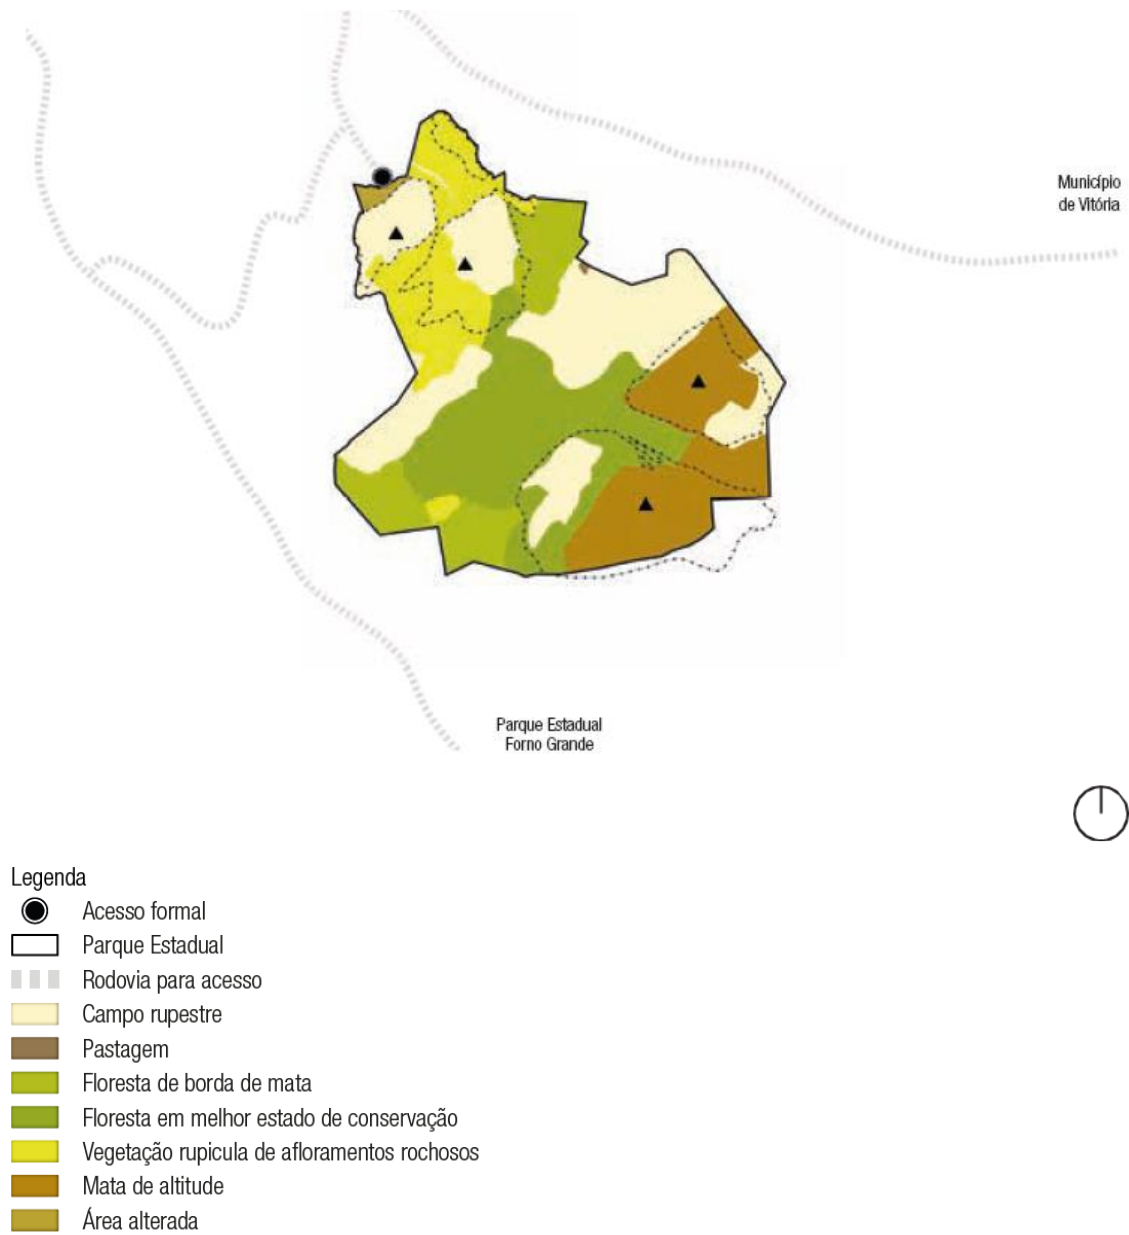 Município
de Vitória
Parque Estadual
Forno Grande
Legenda
Acesso formal
Parque Estadual
Rodovia para acesso
Campo rupestre
Pastagem
Floresta de borda de mata
Floresta em melhor estado de conservação
Vegetação rupicula de afloramentos rochosos
Mata de altitude
Área alterada